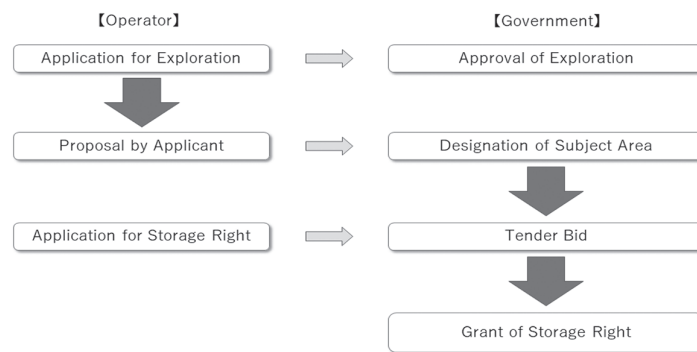 【Operator】 【Government】
Application for Exploration Approval of Exploration
Proposal by Applicant Designation of Subject Area
Application for Storage Right Tender Bid
Grant of Storage Right